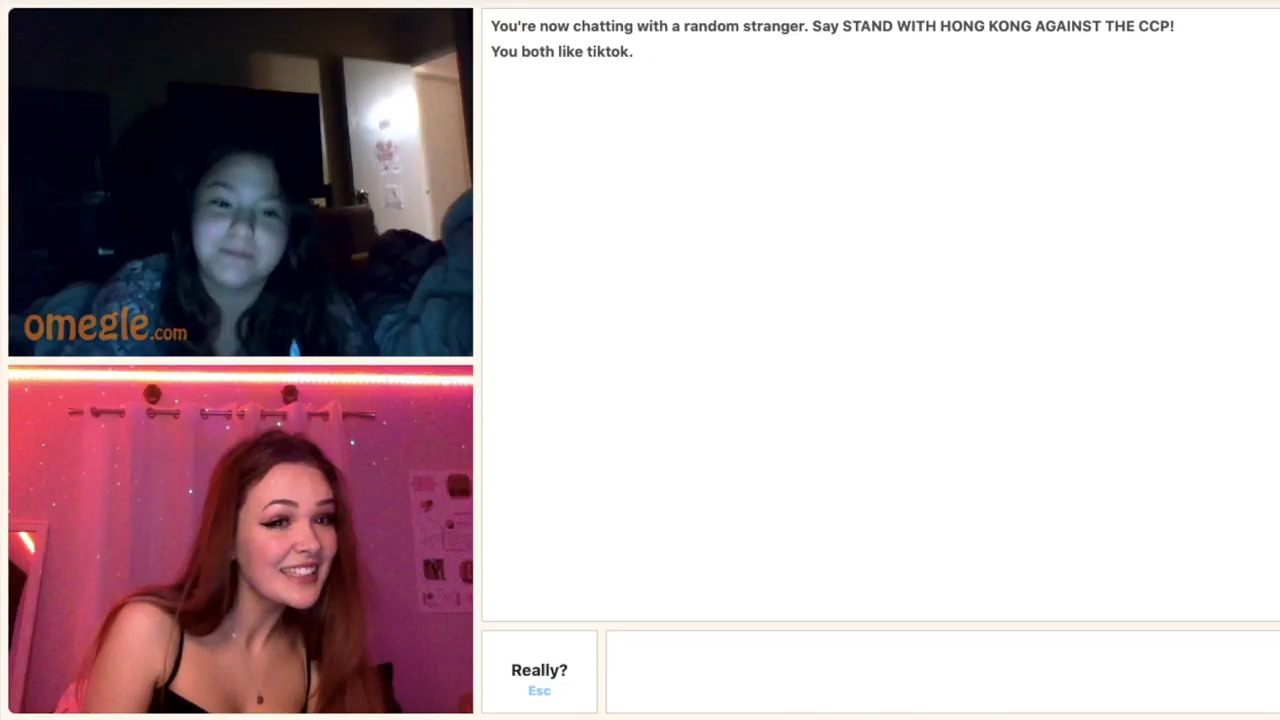 You're now chatting with a random stranger. Say STAND WITH HONG KONG AGAINST THE CCP!
You both like tiktok.
omegle.com
Really?
Esc